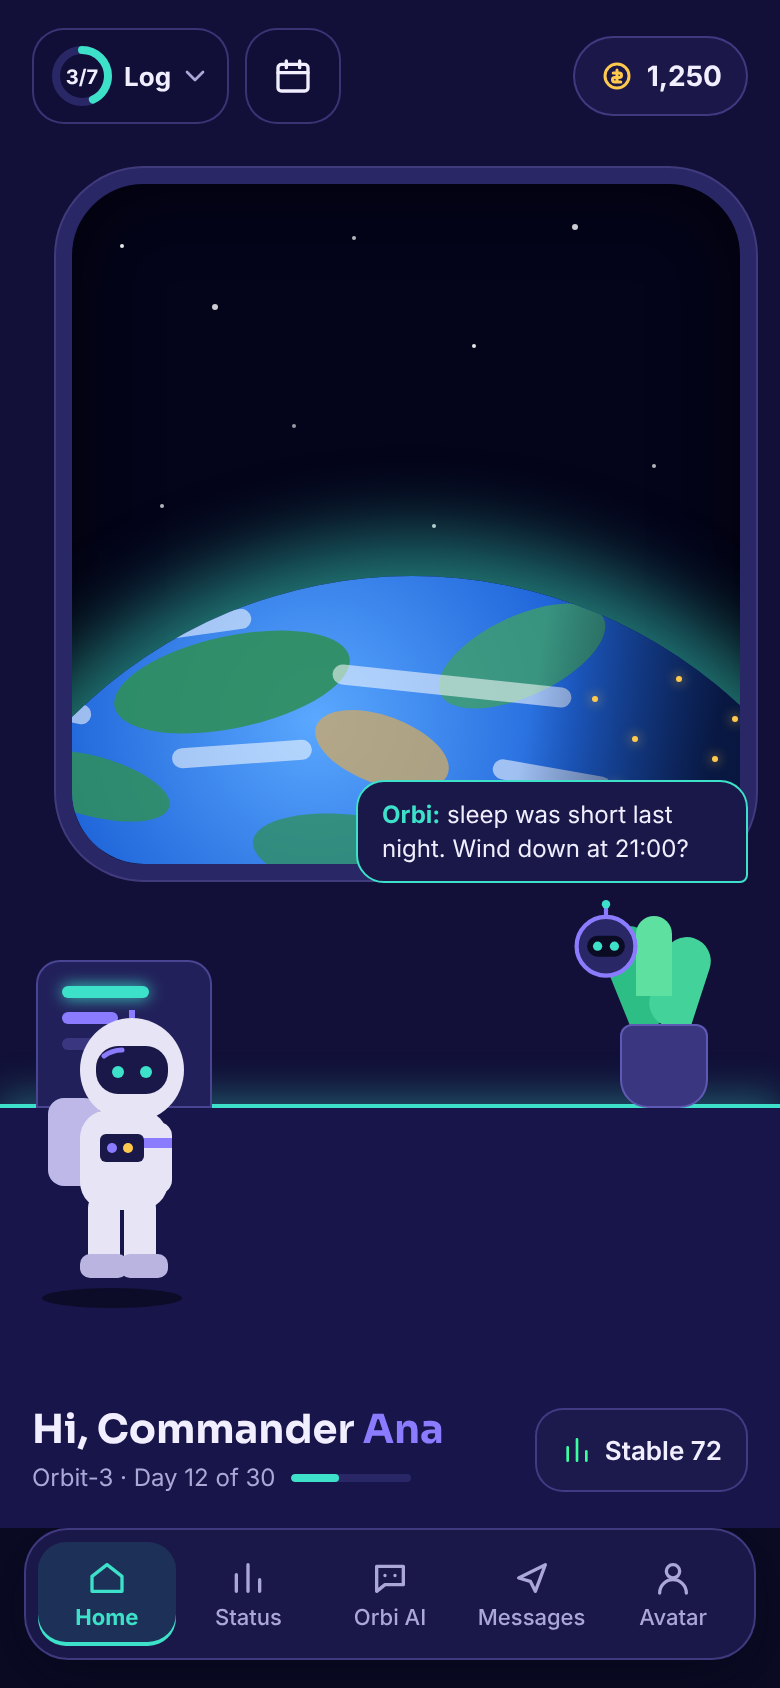 3/7 Log
1,250
Orbi: sleep was short last
night. Wind down at 21:00?
Hi, Commander Ana
Orbit-3 · Day 12 of 30
Stable 72
Home
Status
Orbi AI
Messages
Avatar